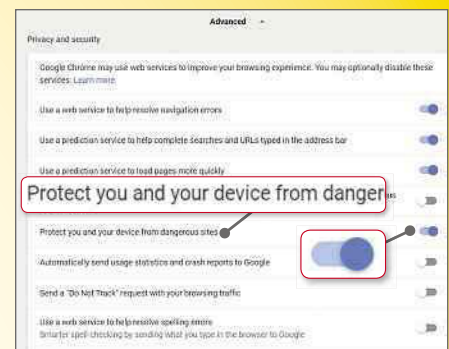 Advanced
Privacy and security
Google Chrome may use web services to improve your browsing experience. You may optionally disable these
services. Learn more
Use a web service to help resolve navigation errors
Use a prediction service to help complete searches and URLs typed in the address bar
Use a prediction service to load pages more quickly
Protect you and your device from danger
Protect you and your device from dangerous sites
Automatically send usage statistics and crash reports to Google
Send a "Do Not Track" request with your browsing traffic
Use a web service to help resolve spelling errors
Smarter spell-checking by sending what you type in the browser to Google